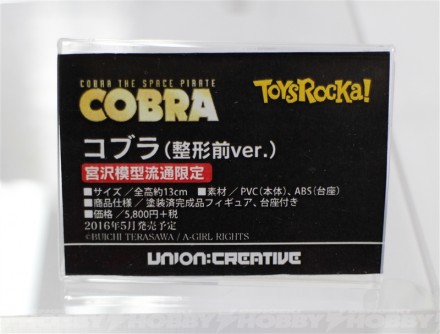 COBRA THE SPACE PIRATE
COBRA
ToysRocka!
コブラ(整形前ver.)
宮沢模型流通限定
■サイズ/全高約13cm ■素材/PVC(本体)、ABS(台座)
■商品仕様/塗装済完成品フィギュア、台座付き
■価格/5,800円+税
2016年5月発売予定
©BUICHI TERASAWA / A-GIRL RIGHTS
UNION:CREATIVE
HOBBY HOBBY HOBBY HOBBY